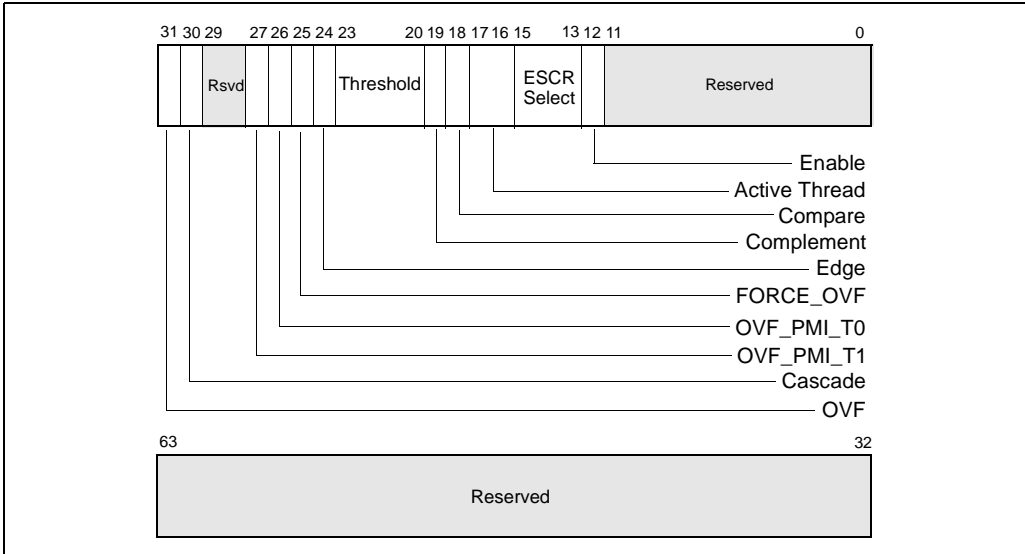 31 30 29 27 26 25 24 23 20 19 18 17 16 15 13 12 11 0
Rsvd Threshold ESCR Select Reserved
Enable
Active Thread
Compare
Complement
Edge
FORCE_OVF
OVF_PMI_T0
OVF_PMI_T1
Cascade
OVF
63 32
Reserved